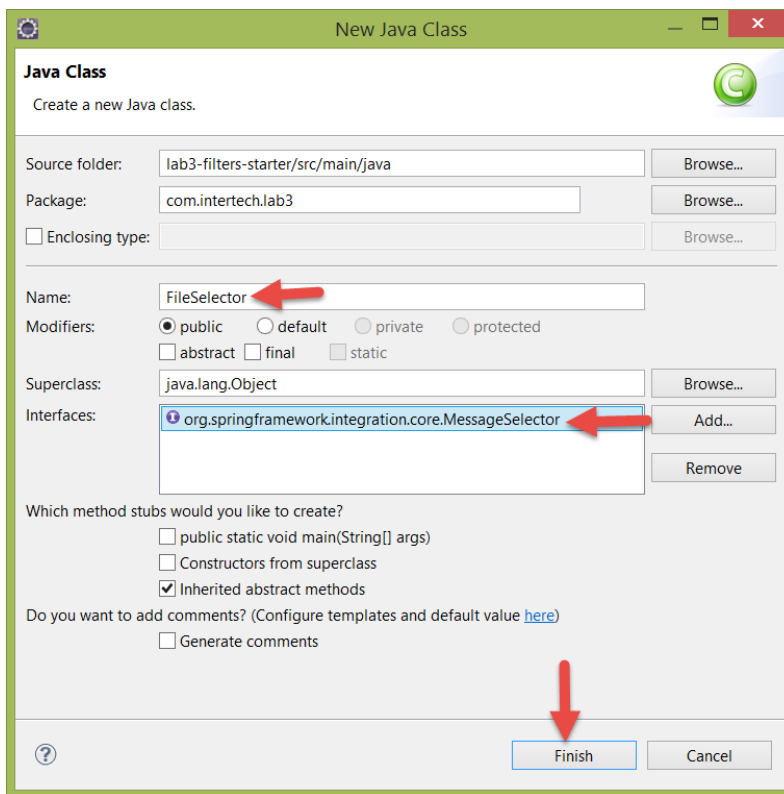 New Java Class
Java Class
Create a new Java class.
Source folder: lab3-filters-starter/src/main/java Browse...
Package: com.intertech.lab3 Browse...
Enclosing type: Browse...
Name: FileSelector
Modifiers: public default private protected
abstract final static
Superclass: java.lang.Object Browse...
Interfaces: org.springframework.integration.core.MessageSelector Add...
Remove
Which method stubs would you like to create?
public static void main(String[] args)
Constructors from superclass
Inherited abstract methods
Do you want to add comments? (Configure templates and default value here)
Generate comments
? Finish Cancel